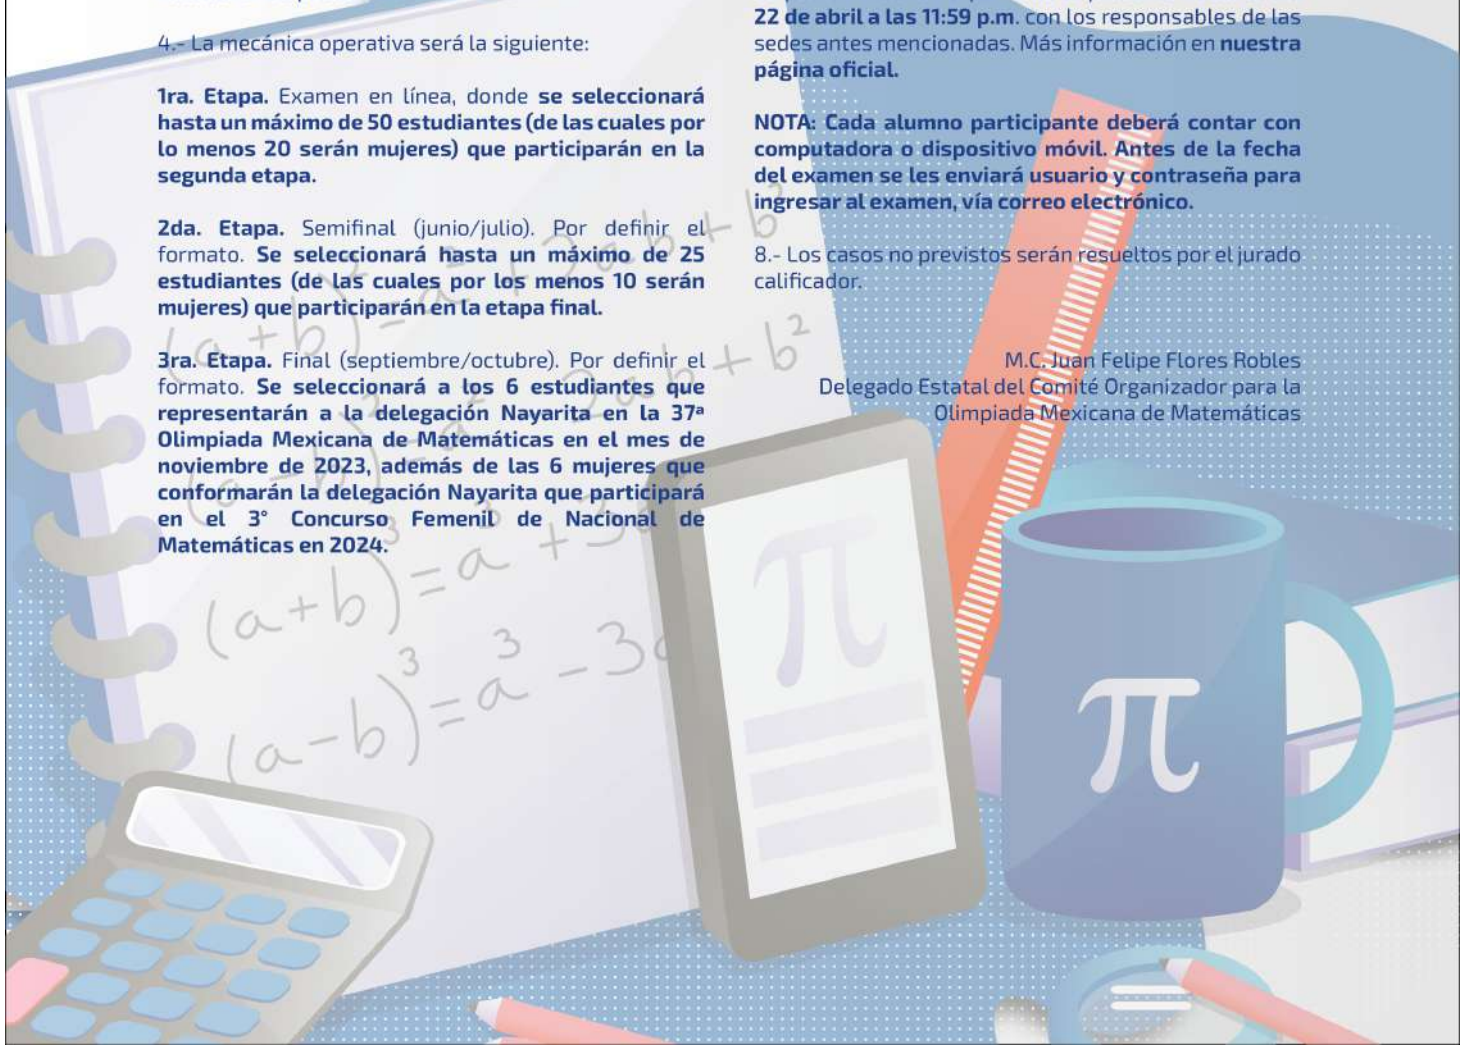 4.- La mecánica operativa será la siguiente:
1ra. Etapa. Examen en línea, donde se seleccionará
hasta un máximo de 50 estudiantes (de las cuales por
lo menos 20 serán mujeres) que participarán en la
segunda etapa.
2da. Etapa. Semifinal (junio/julio). Por definir el
formato. Se seleccionará hasta un máximo de 25
estudiantes (de las cuales por los menos 10 serán
mujeres) que participarán en la etapa final.
3ra. Etapa. Final (septiembre/octubre). Por definir el
formato. Se seleccionará a los 6 estudiantes que
representarán a la delegación Nayarita en la 37ª
Olimpiada Mexicana de Matemáticas en el mes de
noviembre de 2023, además de las 6 mujeres que
conformarán la delegación Nayarita que participará
en el 3° Concurso Femenil de Nacional de
Matemáticas en 2024.
22 de abril a las 11:59 p.m. con los responsables de las
sedes antes mencionadas. Más información en nuestra
página oficial.
NOTA: Cada alumno participante deberá contar con
computadora o dispositivo móvil. Antes de la fecha
del examen se les enviará usuario y contraseña para
ingresar al examen, vía correo electrónico.
8.- Los casos no previstos serán resueltos por el jurado
calificador.
M.C. Juan Felipe Flores Robles
Delegado Estatal del Comité Organizador para la
Olimpiada Mexicana de Matemáticas
(a+b)²=a²+2ab+b²
(a-b)²=a²-2ab+b²
(a+b)³=a³+3a
(a-b)³=a³-3a
π
π